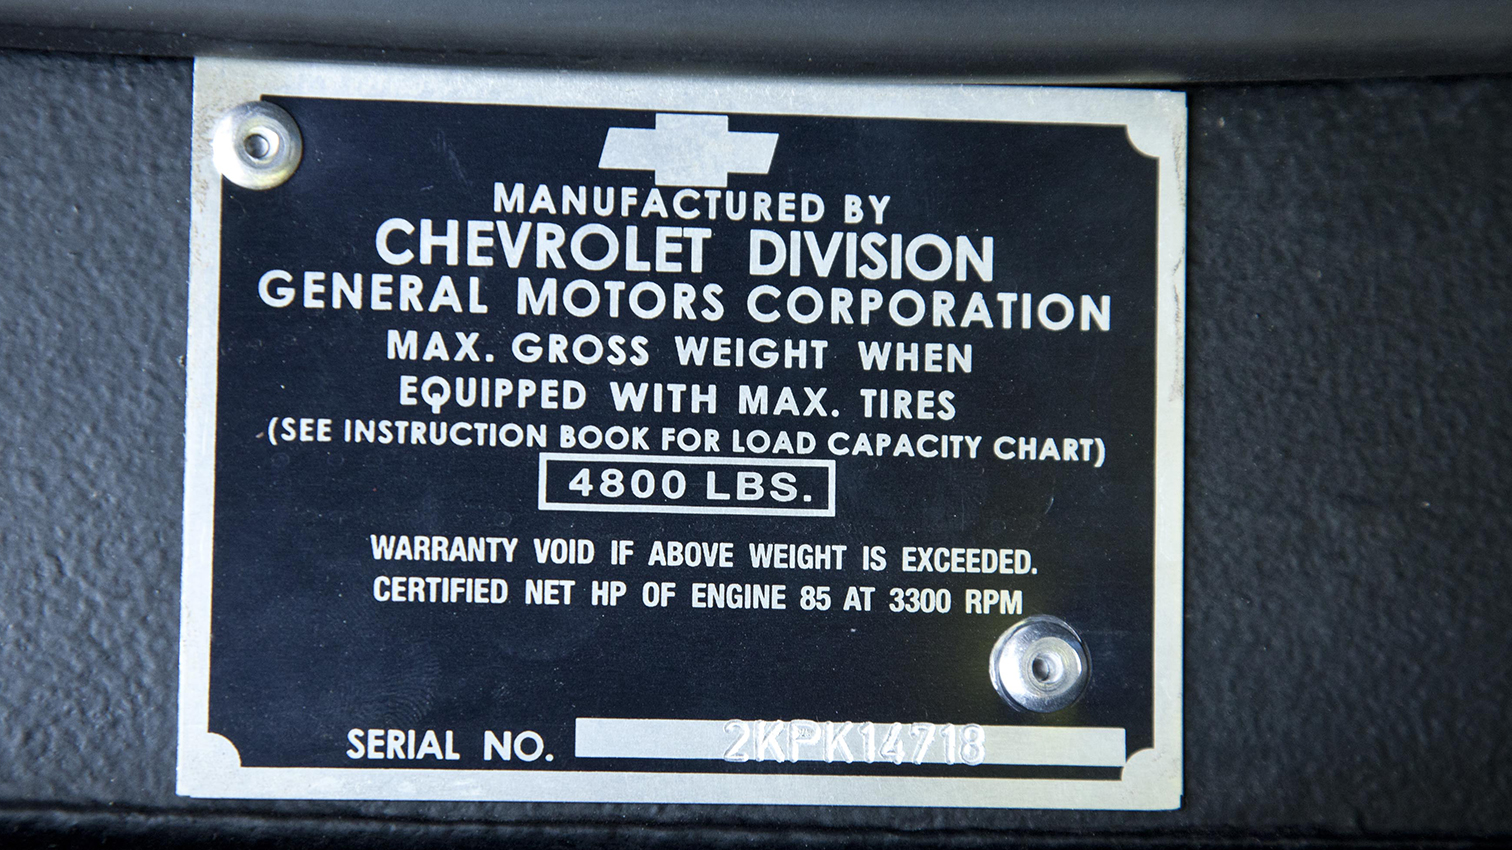 MANUFACTURED BY
CHEVROLET DIVISION
GENERAL MOTORS CORPORATION
MAX. GROSS WEIGHT WHEN
EQUIPPED WITH MAX. TIRES
(SEE INSTRUCTION BOOK FOR LOAD CAPACITY CHART)
4800 LBS.
WARRANTY VOID IF ABOVE WEIGHT IS EXCEEDED.
CERTIFIED NET HP OF ENGINE 85 AT 3300 RPM
SERIAL NO. 2KPK14718